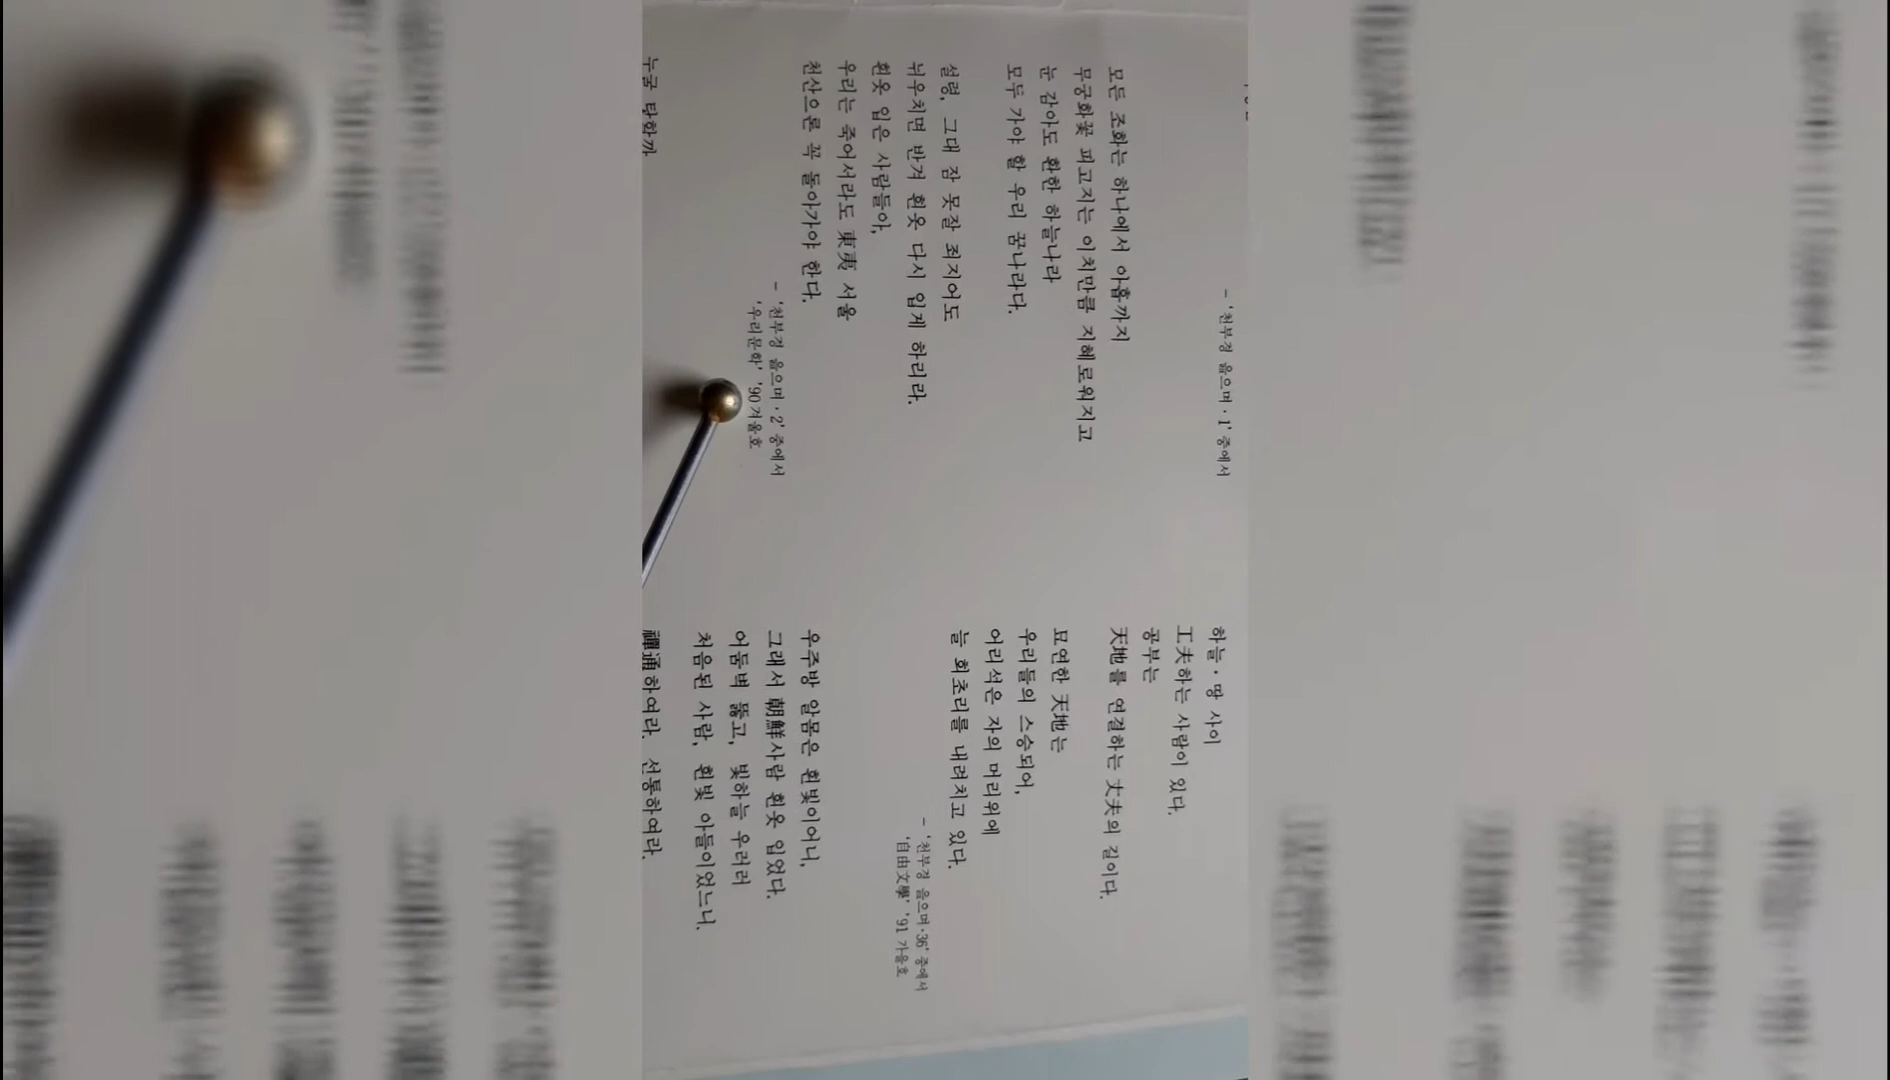 - '천부경 읊으며·1' 중에서
모든 조화는 하나에서 아홉까지
무궁화꽃 피고지는 이치만큼 지혜로워지고
눈 감아도 환한 하늘나라
모두 가야 할 우리 꿈나라다.
설령, 그대 잠 못잘 죄지어도
뉘우치면 반겨 흰옷 다시 입게 하리라.
흰옷 입은 사람들아,
우리는 죽어서라도 東夷 서울
천산으론 꼭 돌아가야 한다.
- '천부경 읊으며·2' 중에서
'우리문학' '90 겨울호
누굴 탓할까
하늘·땅 사이
工夫하는 사람이 있다.
공부는
天地를 연결하는 丈夫의 길이다.
묘연한 天地는
우리들의 스승되어,
어리석은 자의 머리위에
늘 회초리를 내려치고 있다.
- '천부경 읊으며·36' 중에서
'自由文學' '91 가을호
우주방 알몸은 흰빛이어니,
그래서 朝鮮사람 흰옷 입었다.
어둠벽 뚫고, 빛하늘 우러러
처음된 사람, 흰빛 아들이었느니.
禪通하여라. 선통하여라.